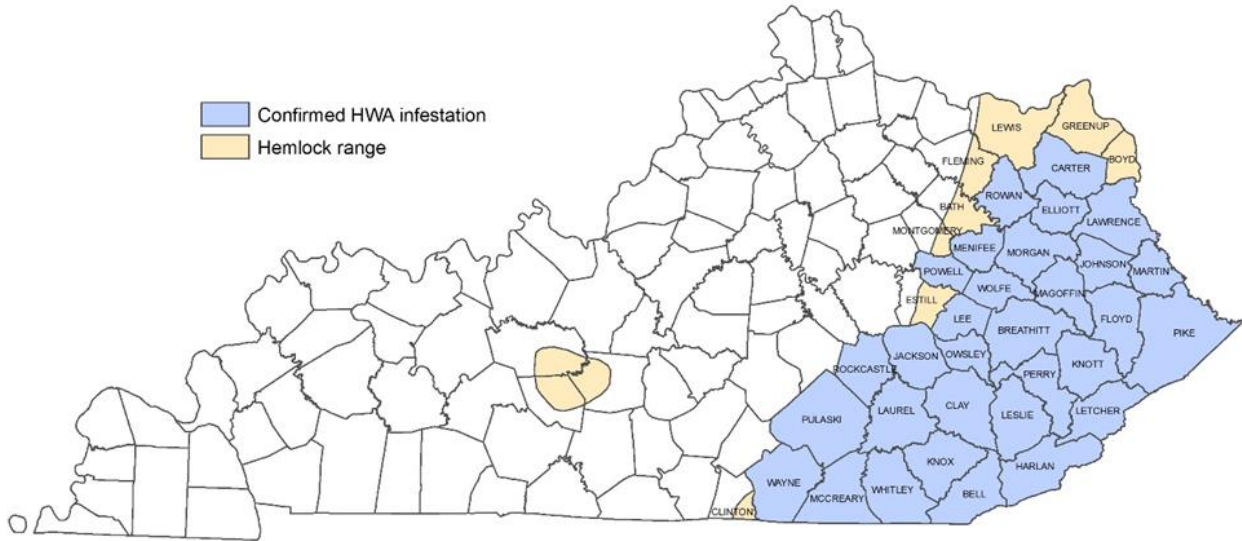 Confirmed HWA infestation
Hemlock range
LEWIS
GREENUP
FLEMING
CARTER
BOYD
ROWAN
BATH
ELLIOTT
LAWRENCE
MONTGOMERY
MENIFEE
MORGAN
JOHNSON
MARTIN
POWELL
WOLFE
MAGOFFIN
ESTILL
LEE
FLOYD
BREATHITT
PIKE
JACKSON
OWSLEY
KNOTT
ROCKCASTLE
PERRY
PULASKI
LAUREL
CLAY
LESLIE
LETCHER
KNOX
HARLAN
WAYNE
MCCREARY
WHITLEY
BELL
CLINTON